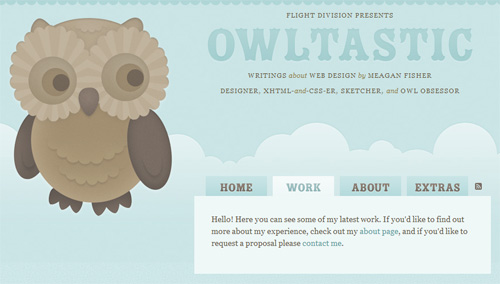 FLIGHT DIVISION PRESENTS
OWLTASTIC
WRITINGS about WEB DESIGN by MEAGAN FISHER
DESIGNER, XHTML-and-CSS-ER, SKETCHER, and OWL OBSESSOR
HOME WORK ABOUT EXTRAS
Hello! Here you can see some of my latest work. If you'd like to find out
more about my experience, check out my about page, and if you'd like to
request a proposal please contact me.